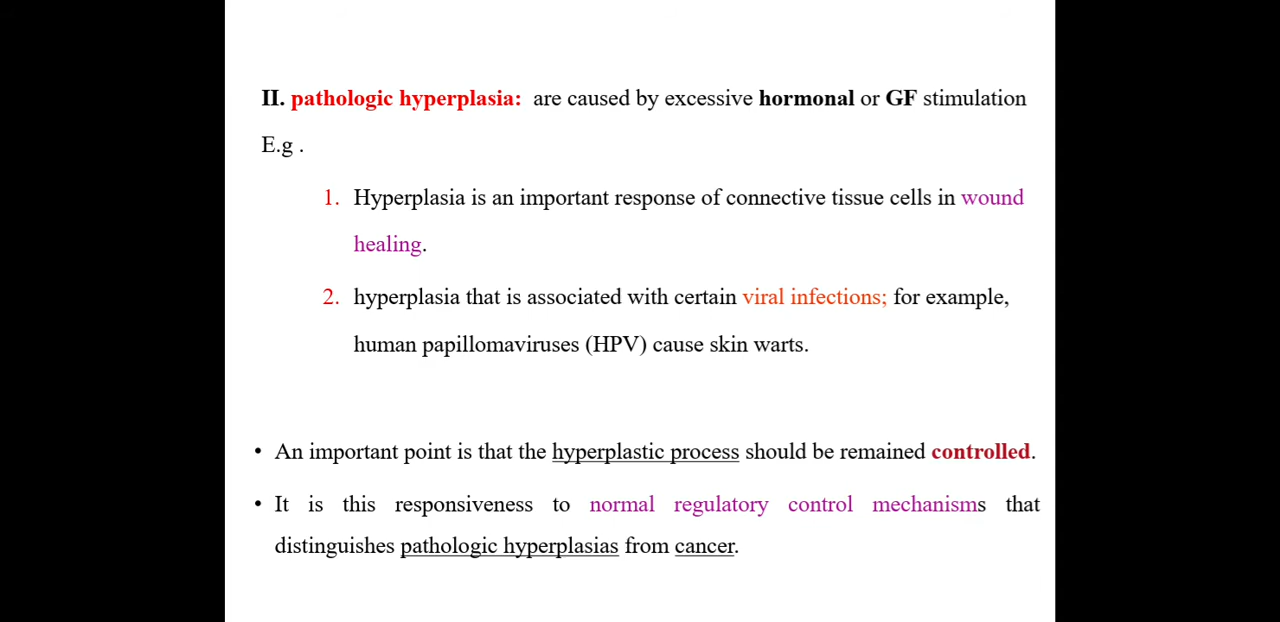 II. pathologic hyperplasia: are caused by excessive hormonal or GF stimulation
E.g .
1. Hyperplasia is an important response of connective tissue cells in wound
healing.
2. hyperplasia that is associated with certain viral infections; for example,
human papillomaviruses (HPV) cause skin warts.
• An important point is that the hyperplastic process should be remained controlled.
• It is this responsiveness to normal regulatory control mechanisms that
distinguishes pathologic hyperplasias from cancer.